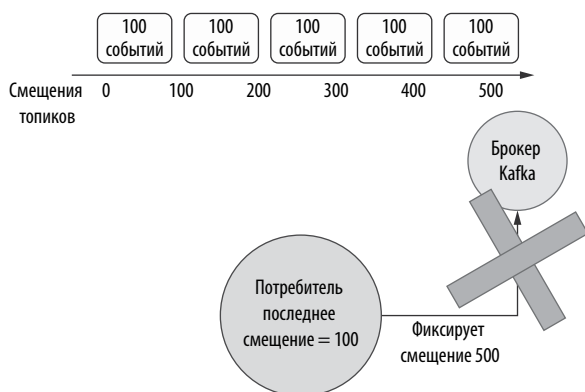 100
событий
100
событий
100
событий
100
событий
100
событий
Смещения
топиков
0 100 200 300 400 500
Брокер
Kafka
Потребитель
последнее
смещение = 100
Фиксирует
смещение 500